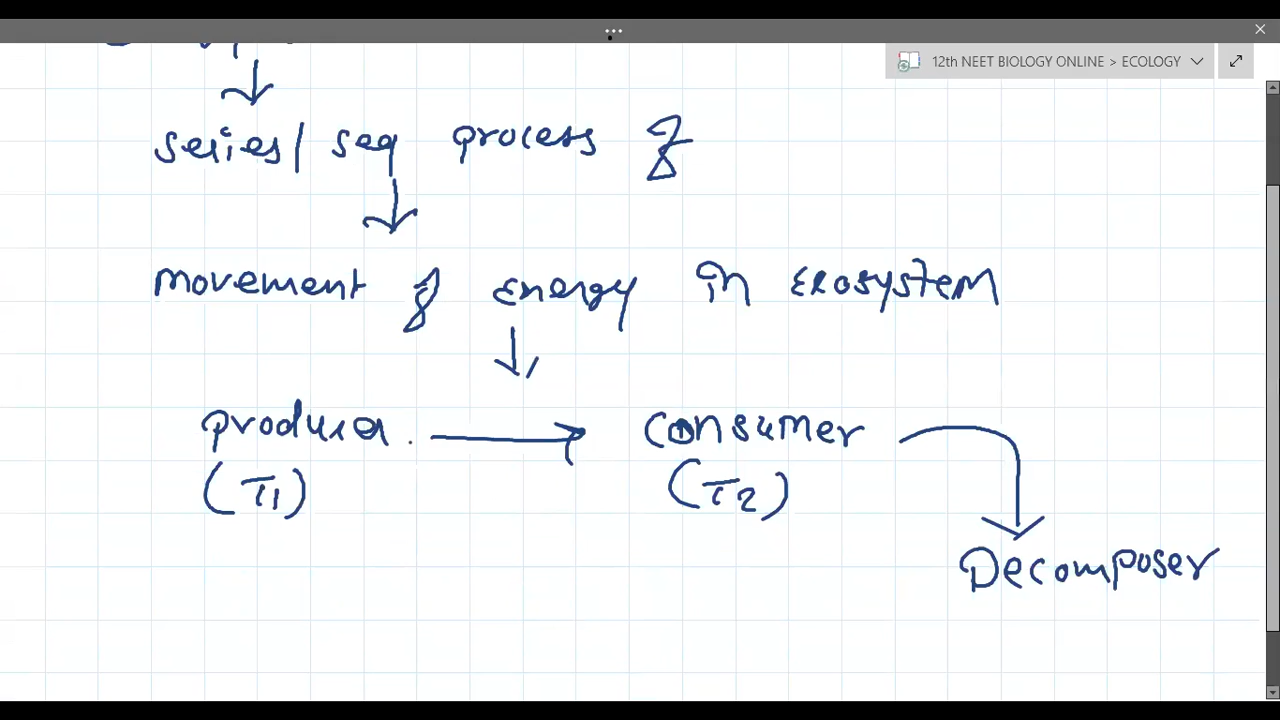 12th NEET BIOLOGY ONLINE > ECOLOGY
series/ seq process of
movement of energy in Ecosystem
producer → consumer
(T1) (T2)
Decomposer